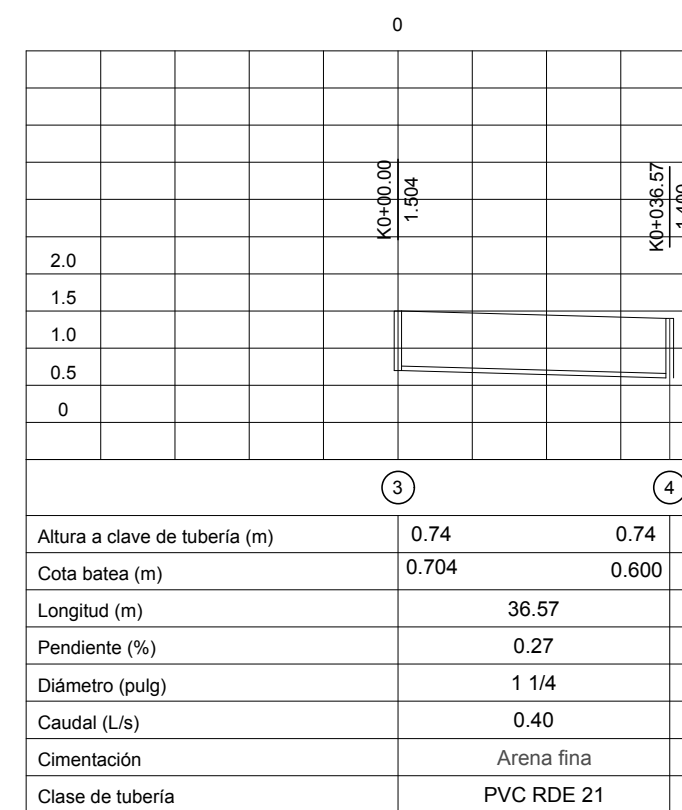 0
K0+00.00
1.504
K0+036.57
2.0
1.5
1.0
0.5
0
3
4
Altura a clave de tubería (m) 0.74 0.74
Cota batea (m) 0.704 0.600
Longitud (m) 36.57
Pendiente (%) 0.27
Diámetro (pulg) 1 1/4
Caudal (L/s) 0.40
Cimentación Arena fina
Clase de tubería PVC RDE 21